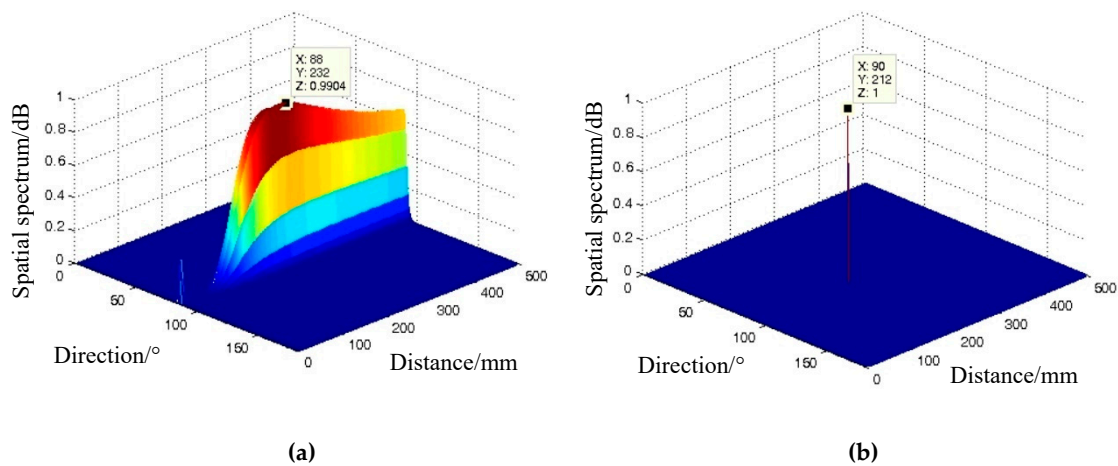 X: 88
Y: 232
Z: 0.9904
1
0.8
0.6
0.4
0.2
0
Spatial spectrum/dB
0
50
100
150
Direction/°
0
100
200
300
400
500
Distance/mm
(a)
X: 90
Y: 212
Z: 1
1
0.8
0.6
0.4
0.2
0
Spatial spectrum/dB
0
50
100
150
Direction/°
0
100
200
300
400
500
Distance/mm
(b)